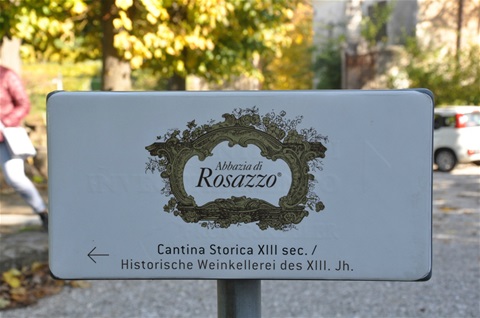 Abbazia di
Rosazzo®
Cantina Storica XIII sec. /
Historische Weinkellerei des XIII. Jh.